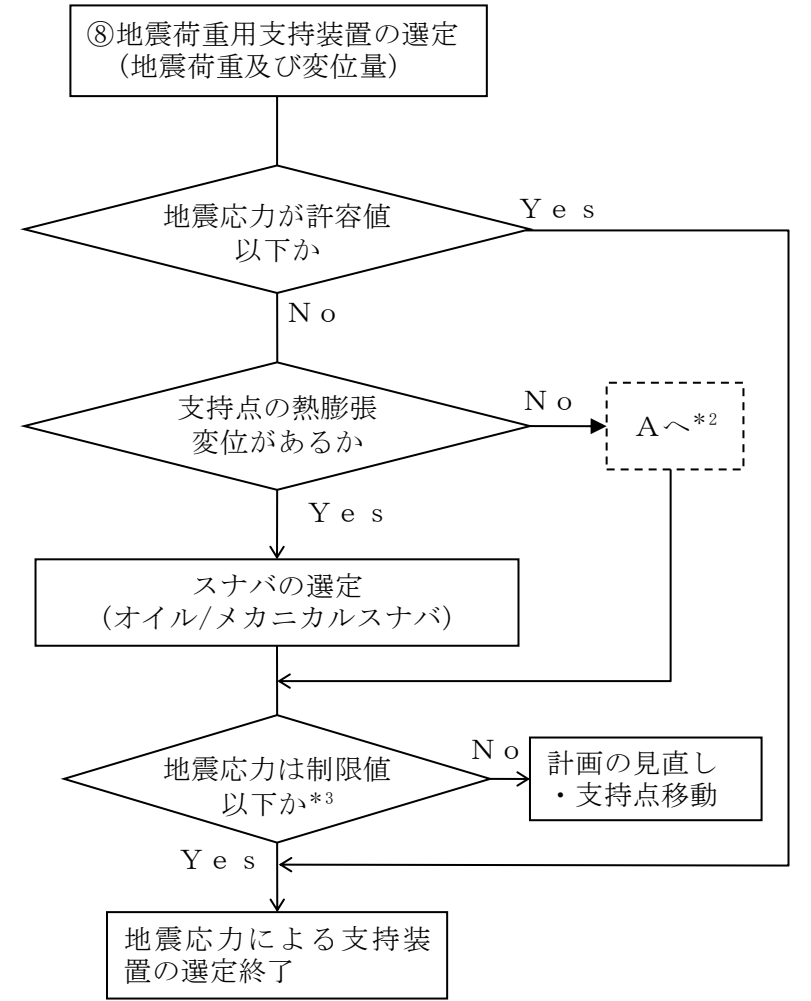 ⑧地震荷重用支持装置の選定
(地震荷重及び変位量)
地震応力が許容値
以下か
Yes
No
支持点の熱膨張
変位があるか
No
Aへ*2
Yes
スナバの選定
(オイル/メカニカルスナバ)
地震応力は制限値
以下か*3
No
計画の見直し
・支持点移動
Yes
地震応力による支持装
置の選定終了